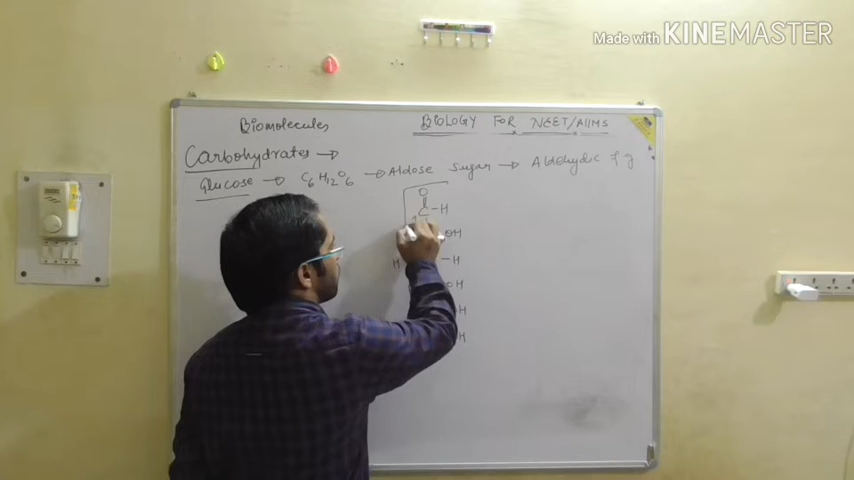 Made with KINEMASTER
Biomolecules
BIOLOGY FOR NEET/AIIMS
Carbohydrates →
Glucose → C6H12O6 → Aldose Sugar → Aldehydic f g
O
||
C - H
OH
H - H
OH
H
H